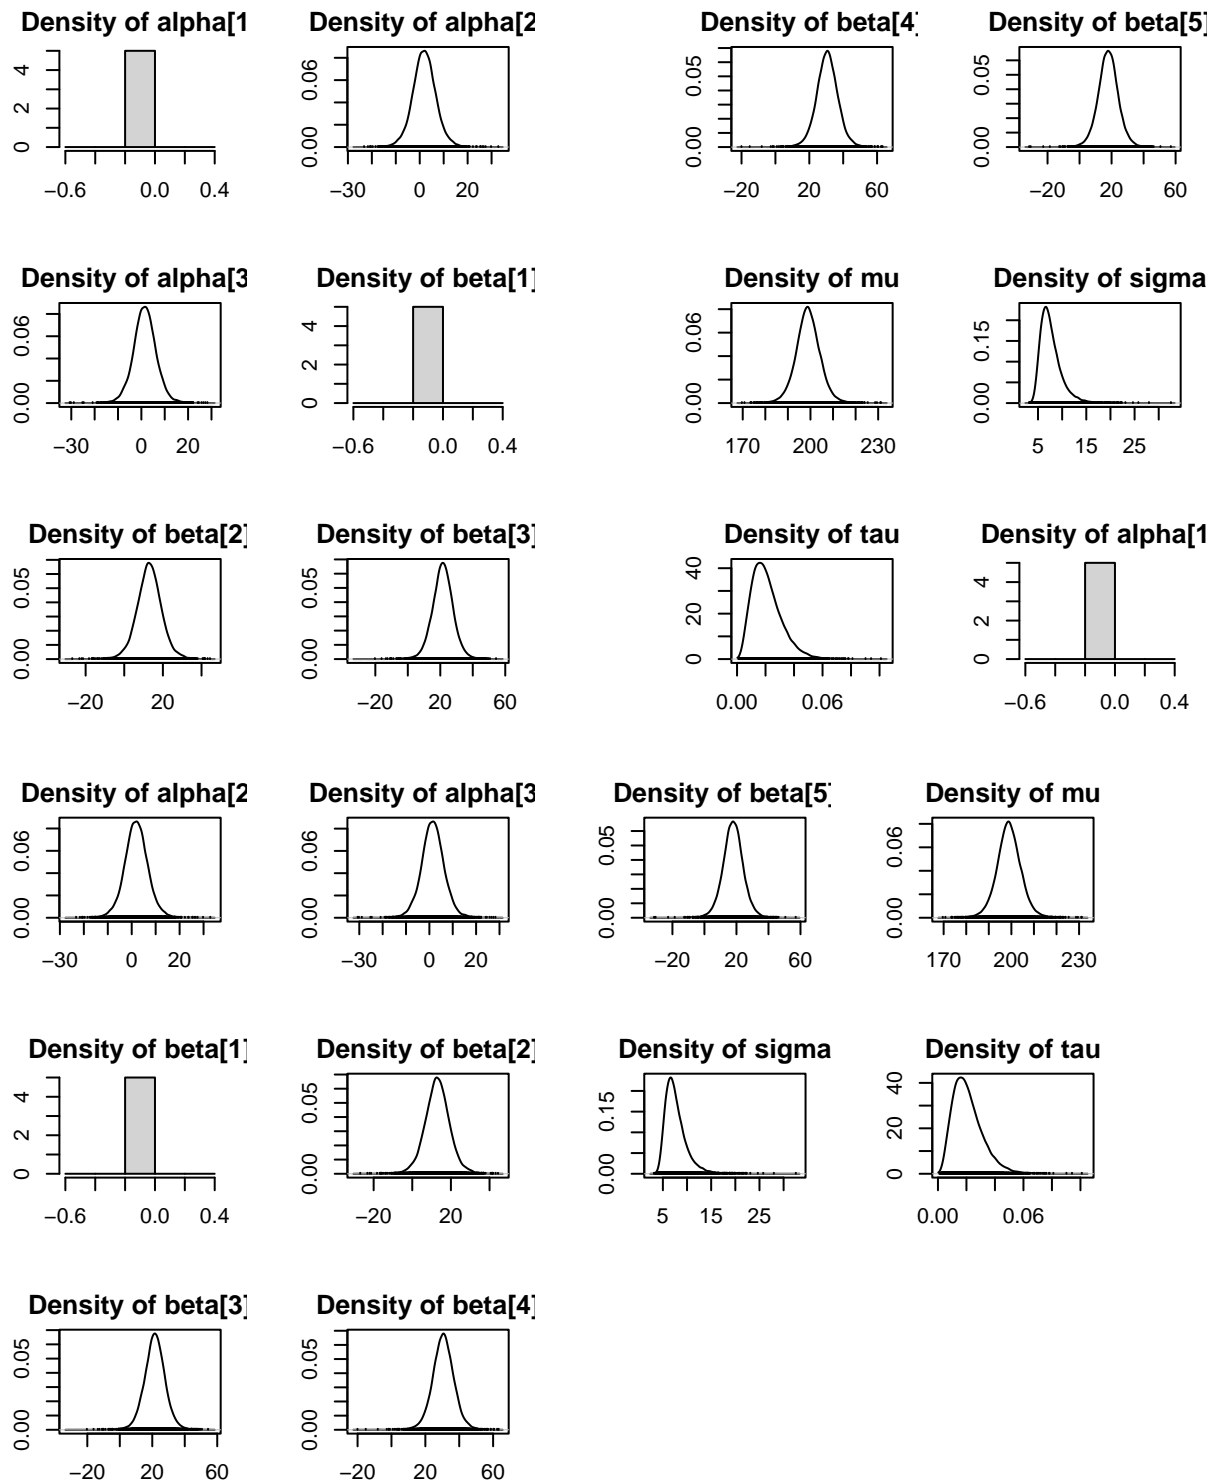 Density of alpha[1
4
2
0
−0.6 0.0 0.4
Density of alpha[2
0.06
0.00
−30 0 20
Density of beta[4]
0.05
0.00
−20 20 60
Density of beta[5]
0.05
0.00
−20 20 60
Density of alpha[3
0.06
0.00
−30 0 20
Density of beta[1]
4
2
0
−0.6 0.0 0.4
Density of mu
0.06
0.00
170 200 230
Density of sigma
0.15
0.00
5 15 25
Density of beta[2]
0.05
0.00
−20 20
Density of beta[3]
0.05
0.00
−20 20 60
Density of tau
40
20
0
0.00 0.06
Density of alpha[1
4
2
0
−0.6 0.0 0.4
Density of alpha[2
0.06
0.00
−30 0 20
Density of alpha[3
0.06
0.00
−30 0 20
Density of beta[5]
0.05
0.00
−20 20 60
Density of mu
0.06
0.00
170 200 230
Density of beta[1]
4
2
0
−0.6 0.0 0.4
Density of beta[2]
0.05
0.00
−20 20
Density of sigma
0.15
0.00
5 15 25
Density of tau
40
20
0
0.00 0.06
Density of beta[3]
0.05
0.00
−20 20 60
Density of beta[4]
0.05
0.00
−20 20 60